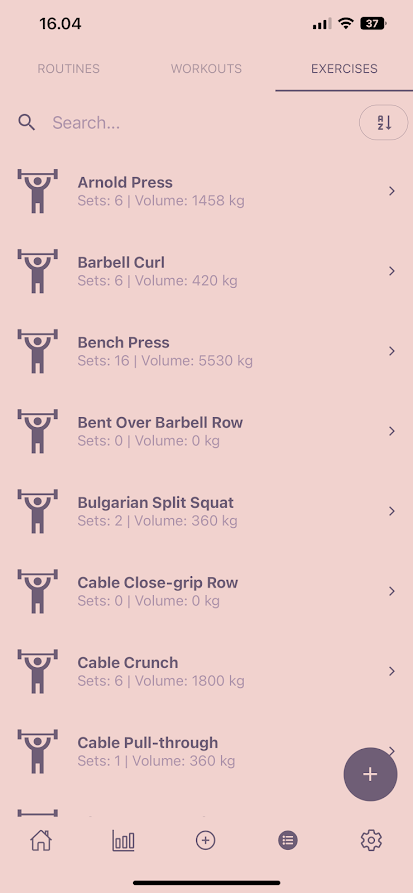 16.04
37
ROUTINES WORKOUTS EXERCISES
Search...
A
Z
Arnold Press
Sets: 6 | Volume: 1458 kg
Barbell Curl
Sets: 6 | Volume: 420 kg
Bench Press
Sets: 16 | Volume: 5530 kg
Bent Over Barbell Row
Sets: 0 | Volume: 0 kg
Bulgarian Split Squat
Sets: 2 | Volume: 360 kg
Cable Close-grip Row
Sets: 0 | Volume: 0 kg
Cable Crunch
Sets: 6 | Volume: 1800 kg
Cable Pull-through
Sets: 1 | Volume: 360 kg